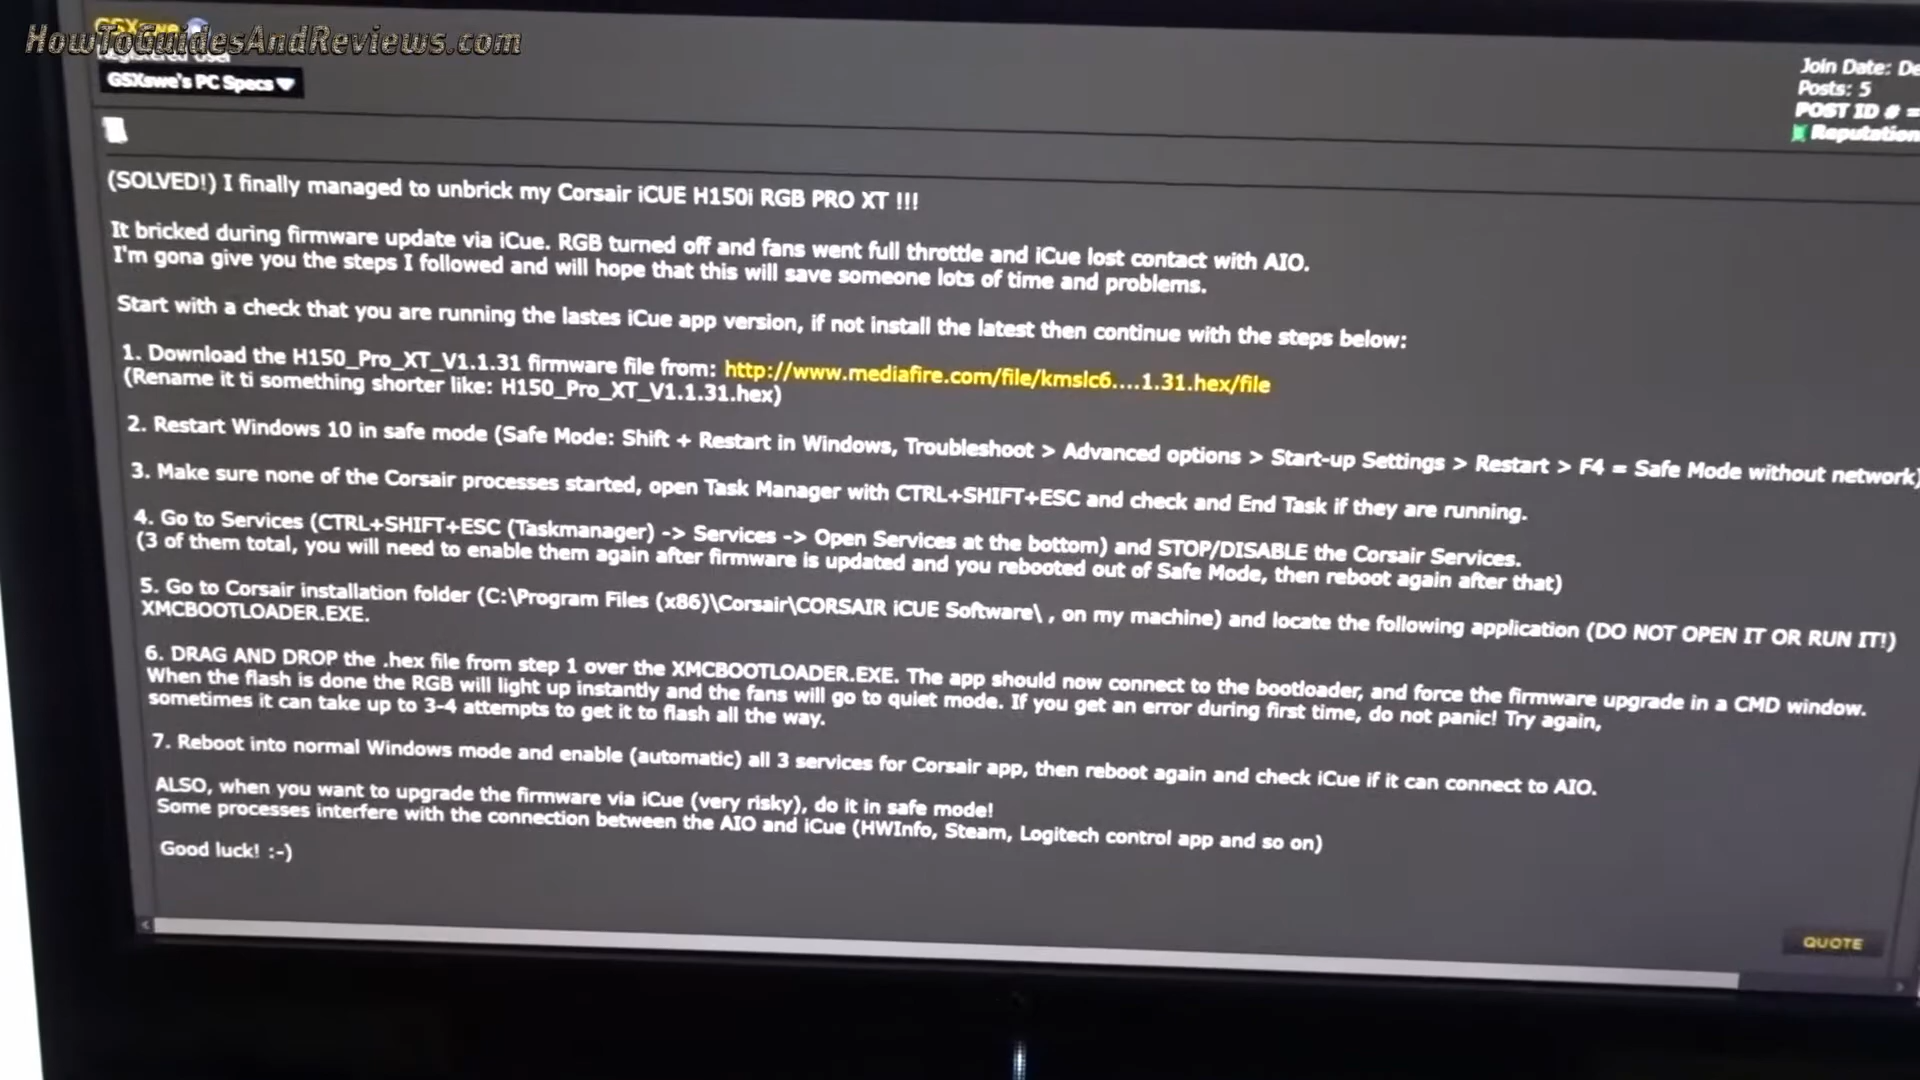 GSXswe
HowToGuidesAndReviews.com
Registered User
GSXswe's PC Specs
Join Date: De
Posts: 5
POST ID # =
Reputation
(SOLVED!) I finally managed to unbrick my Corsair iCUE H150i RGB PRO XT !!!
It bricked during firmware update via iCue. RGB turned off and fans went full throttle and iCue lost contact with AIO.
I'm gona give you the steps I followed and will hope that this will save someone lots of time and problems.
Start with a check that you are running the lastes iCue app version, if not install the latest then continue with the steps below:
1. Download the H150_Pro_XT_V1.1.31 firmware file from: http://www.mediafire.com/file/kmslc6....1.31.hex/file
(Rename it ti something shorter like: H150_Pro_XT_V1.1.31.hex)
2. Restart Windows 10 in safe mode (Safe Mode: Shift + Restart in Windows, Troubleshoot > Advanced options > Start-up Settings > Restart > F4 = Safe Mode without network)
3. Make sure none of the Corsair processes started, open Task Manager with CTRL+SHIFT+ESC and check and End Task if they are running.
4. Go to Services (CTRL+SHIFT+ESC (Taskmanager) -> Services -> Open Services at the bottom) and STOP/DISABLE the Corsair Services.
(3 of them total, you will need to enable them again after firmware is updated and you rebooted out of Safe Mode, then reboot again after that)
5. Go to Corsair installation folder (C:\Program Files (x86)\Corsair\CORSAIR iCUE Software\ , on my machine) and locate the following application (DO NOT OPEN IT OR RUN IT!)
XMCBOOTLOADER.EXE.
6. DRAG AND DROP the .hex file from step 1 over the XMCBOOTLOADER.EXE. The app should now connect to the bootloader, and force the firmware upgrade in a CMD window.
When the flash is done the RGB will light up instantly and the fans will go to quiet mode. If you get an error during first time, do not panic! Try again,
sometimes it can take up to 3-4 attempts to get it to flash all the way.
7. Reboot into normal Windows mode and enable (automatic) all 3 services for Corsair app, then reboot again and check iCue if it can connect to AIO.
ALSO, when you want to upgrade the firmware via iCue (very risky), do it in safe mode!
Some processes interfere with the connection between the AIO and iCue (HWInfo, Steam, Logitech control app and so on)
Good luck! :-)
QUOTE